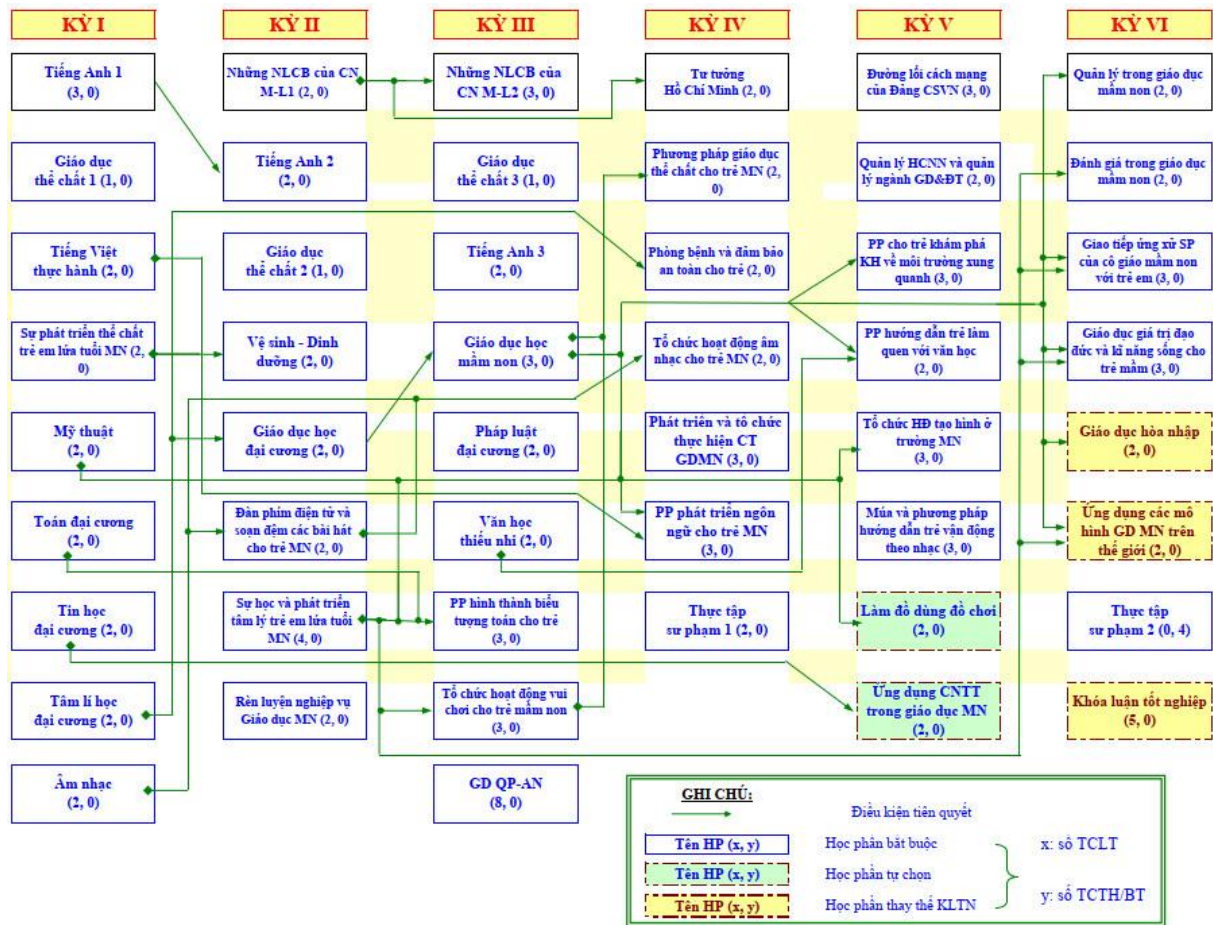 KỲ I
KỲ II
KỲ III
KỲ IV
KỲ V
KỲ VI
Tiếng Anh 1
(3, 0)
Những NLCB của CN
M-L1 (2, 0)
Những NLCB của
CN M-L2 (3, 0)
Tư tưởng
Hồ Chí Minh (2, 0)
Đường lối cách mạng
của Đảng CSVN (3, 0)
Quản lý trong giáo dục
mầm non (2, 0)
Giáo dục
thể chất 1 (1, 0)
Tiếng Anh 2
(2, 0)
Giáo dục
thể chất 3 (1, 0)
Phương pháp giáo dục
thể chất cho trẻ MN (2,
0)
Quản lý HCNN và quản
lý ngành GD&ĐT (2, 0)
Đánh giá trong giáo dục
mầm non (2, 0)
Tiếng Việt
thực hành (2, 0)
Giáo dục
thể chất 2 (1, 0)
Tiếng Anh 3
(2, 0)
Phòng bệnh và đảm bảo
an toàn cho trẻ (2, 0)
PP cho trẻ khám phá
KH về môi trường xung
quanh (3, 0)
Giao tiếp ứng xử SP
của cô giáo mầm non
với trẻ em (3, 0)
Sự phát triển thể chất
trẻ em lứa tuổi MN (2,
0)
Vệ sinh - Dinh
dưỡng (2, 0)
Giáo dục học
mầm non (3, 0)
Tổ chức hoạt động âm
nhạc cho trẻ MN (2, 0)
PP hướng dẫn trẻ làm
quen với văn học
(2, 0)
Giáo dục giá trị đạo
đức và kĩ năng sống cho
trẻ mầm (3, 0)
Mỹ thuật
(2, 0)
Giáo dục học
đại cương (2, 0)
Pháp luật
đại cương (2, 0)
Phát triển và tổ chức
thực hiện CT
GDMN (3, 0)
Tổ chức HĐ tạo hình ở
trường MN
(3, 0)
Giáo dục hòa nhập
(2, 0)
Toán đại cương
(2, 0)
Đàn phím điện tử và
soạn đệm các bài hát
cho trẻ MN (2, 0)
Văn học
thiếu nhi (2, 0)
PP phát triển ngôn
ngữ cho trẻ MN
(3, 0)
Múa và phương pháp
hướng dẫn trẻ vận động
theo nhạc (3, 0)
Ứng dụng các mô
hình GD MN trên
thế giới (2, 0)
Tin học
đại cương (2, 0)
Sự học và phát triển
tâm lý trẻ em lứa tuổi
MN (4, 0)
PP hình thành biểu
tượng toán cho trẻ
(3, 0)
Thực tập
sư phạm 1 (2, 0)
Làm đồ dùng đồ chơi
(2, 0)
Thực tập
sư phạm 2 (0, 4)
Tâm lí học
đại cương (2, 0)
Rèn luyện nghiệp vụ
Giáo dục MN (2, 0)
Tổ chức hoạt động vui
chơi cho trẻ mầm non
(3, 0)
Ứng dụng CNTT
trong giáo dục MN
(2, 0)
Khóa luận tốt nghiệp
(5, 0)
Âm nhạc
(2, 0)
GD QP-AN
(8, 0)
GHI CHÚ:
Điều kiện tiên quyết
Tên HP (x, y)
Học phần bắt buộc
x: số TCLT
Tên HP (x, y)
Học phần tự chọn
y: số TCTH/BT
Tên HP (x, y)
Học phần thay thế KLTN